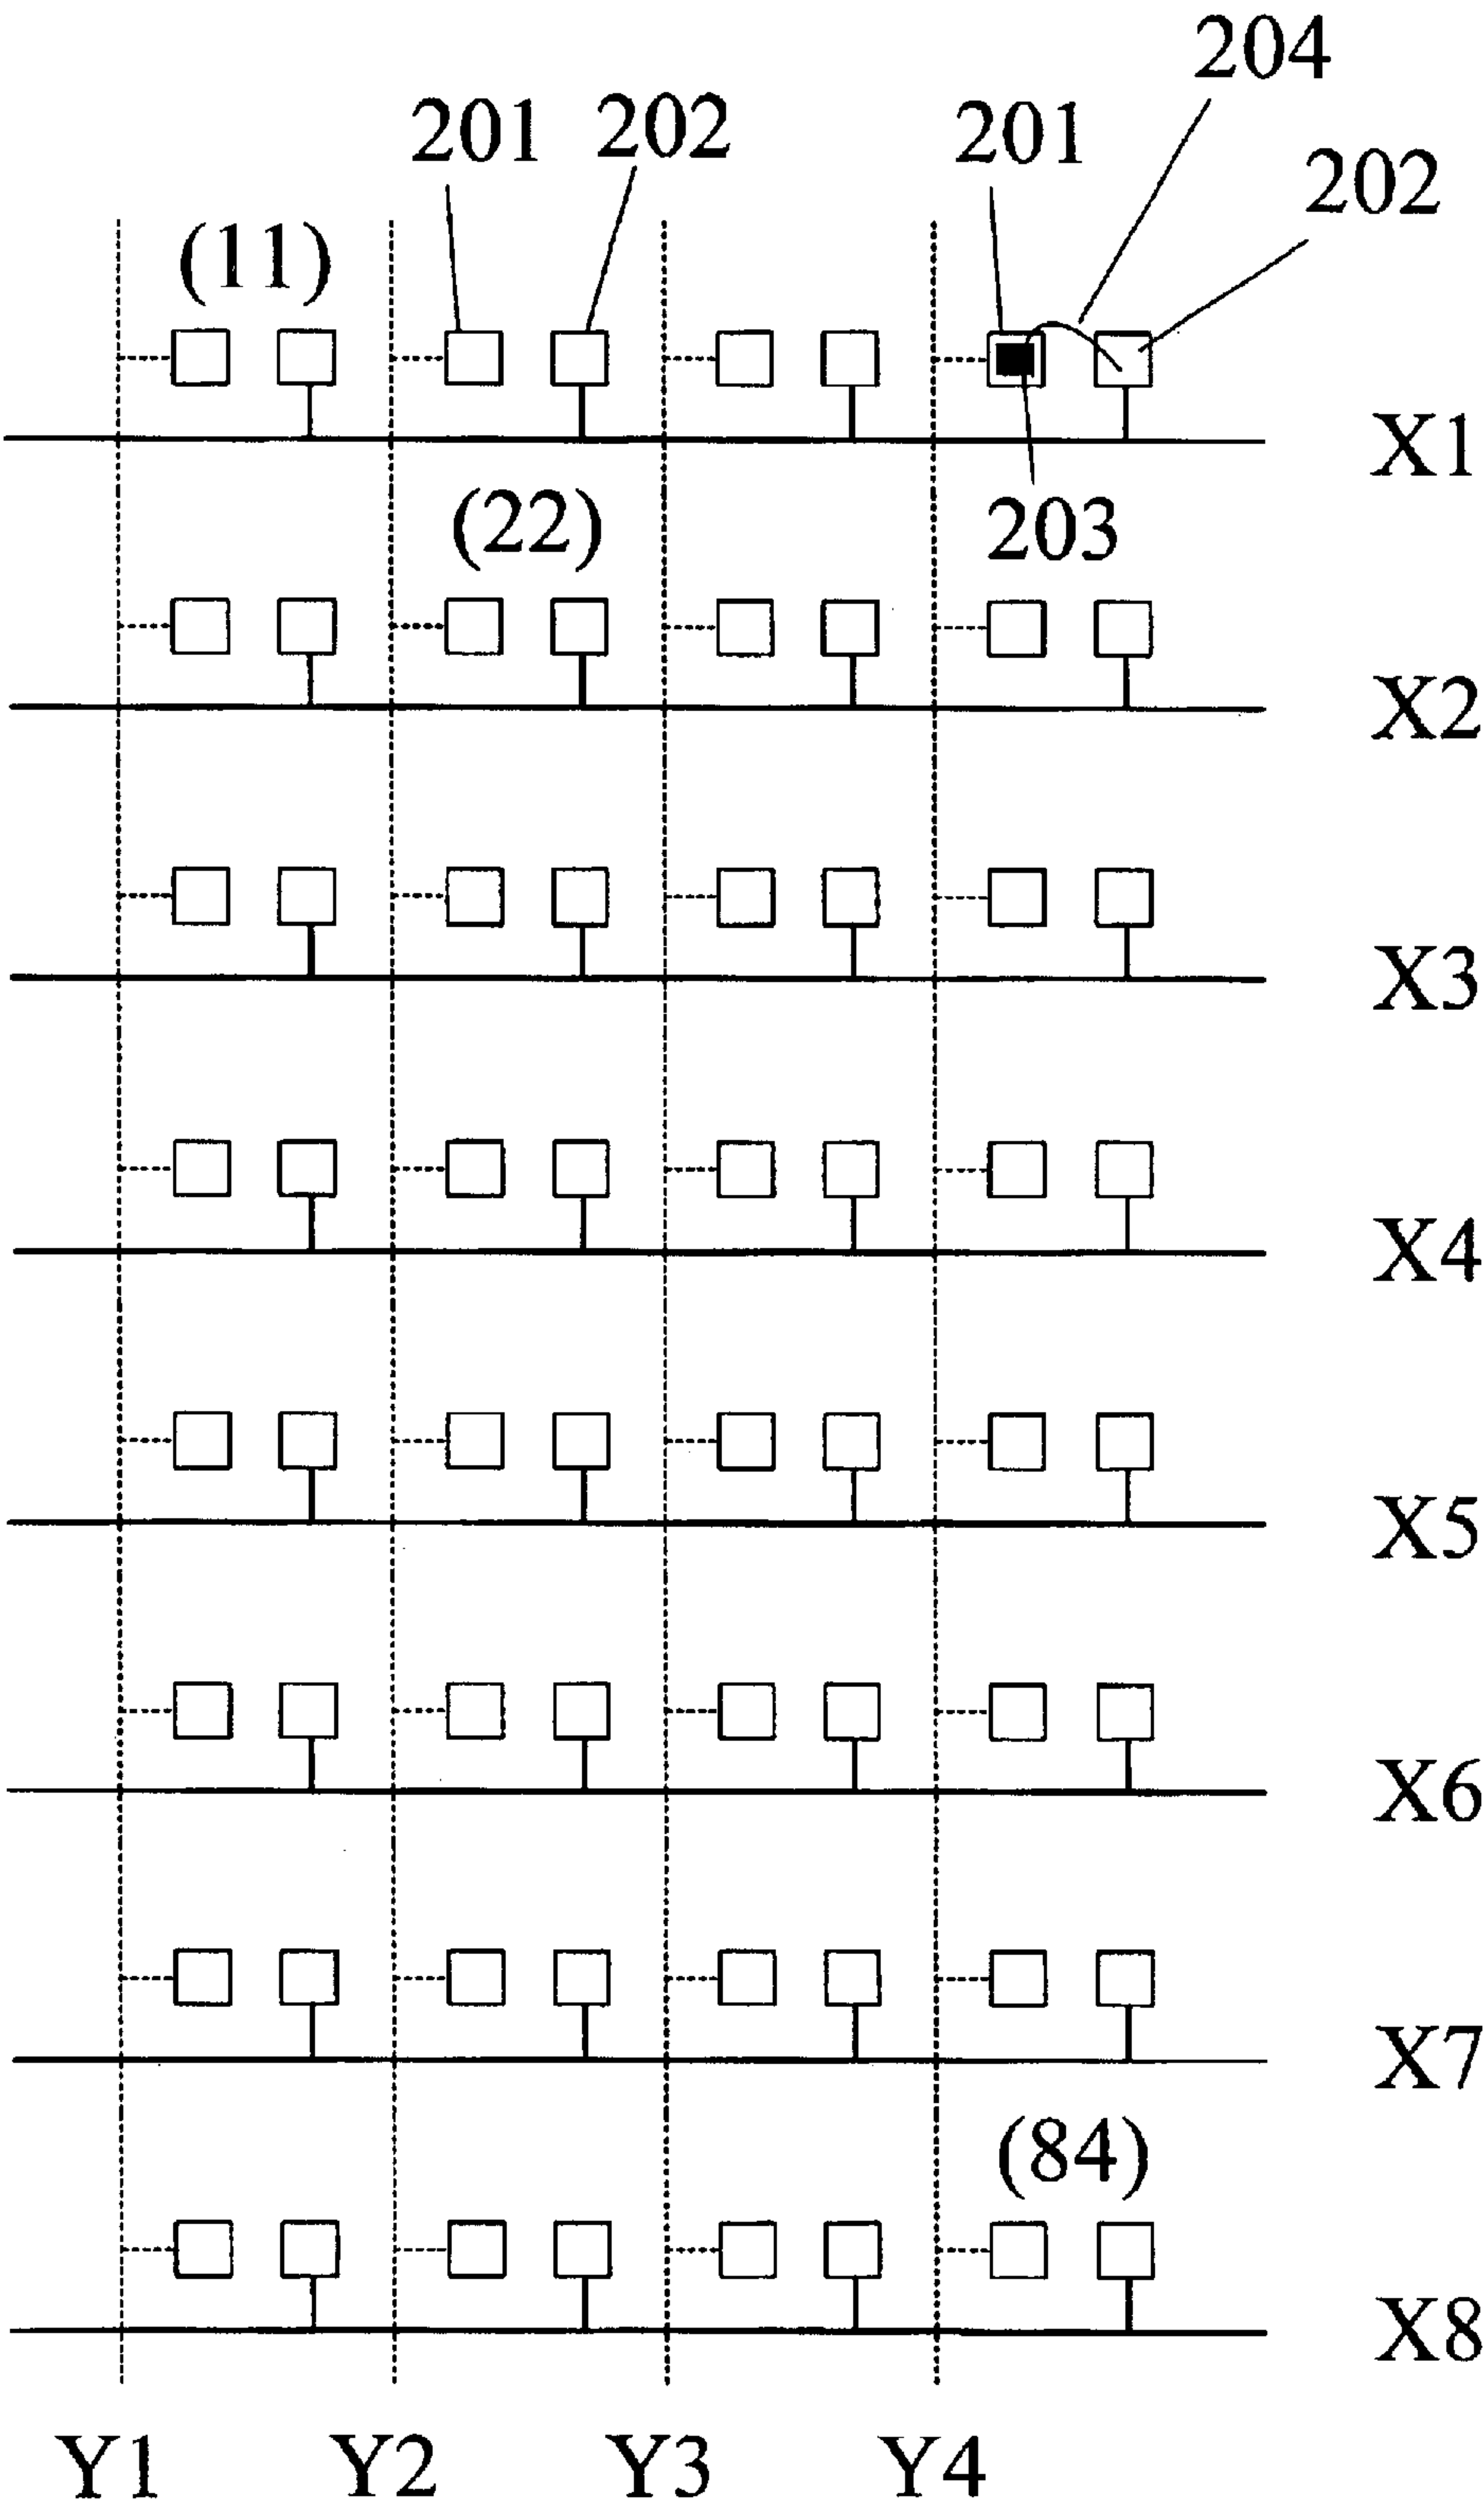 204
201 202 201
202
(11)
X1
(22) 203
X2
X3
X4
X5
X6
X7
(84)
X8
Y1 Y2 Y3 Y4